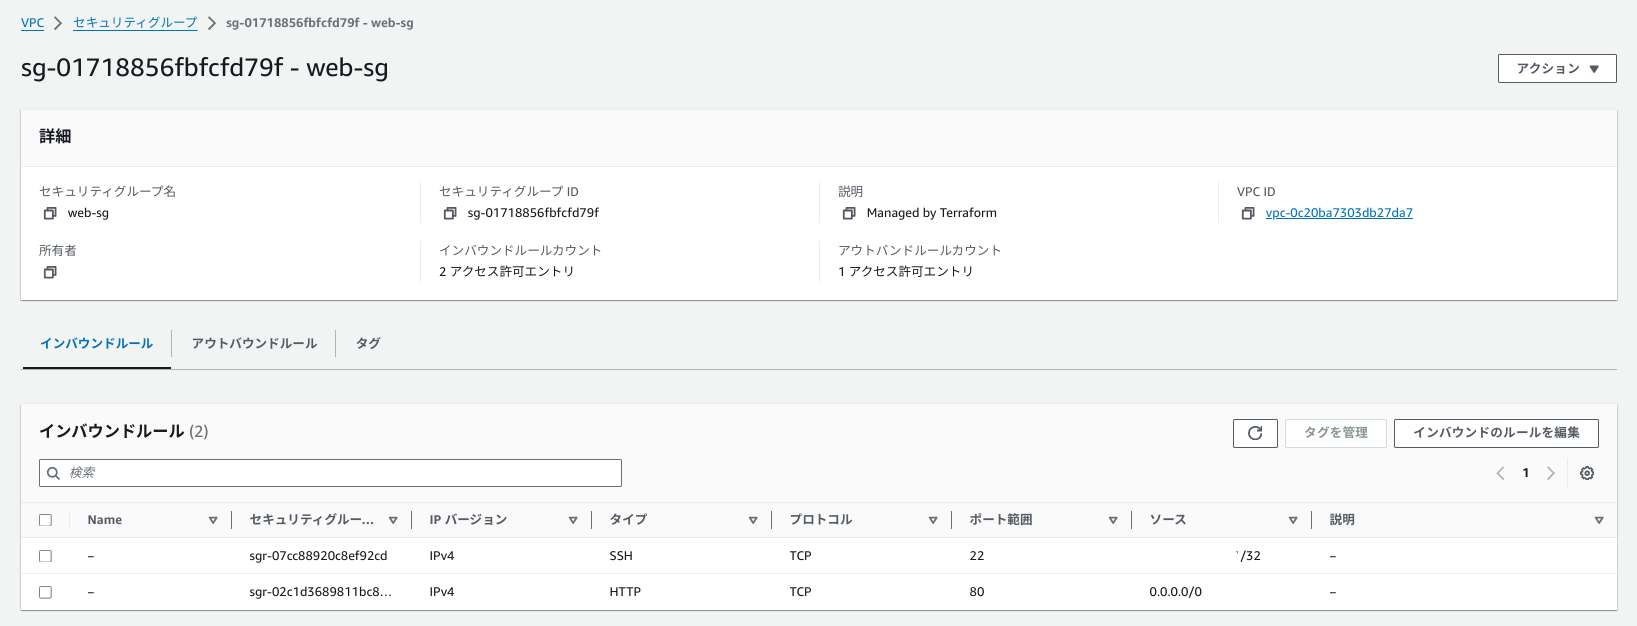 VPC > セキュリティグループ > sg-01718856fbfcfd79f - web-sg
sg-01718856fbfcfd79f - web-sg
アクション ▼
詳細
セキュリティグループ名
web-sg
セキュリティグループ ID
sg-01718856fbfcfd79f
説明
Managed by Terraform
VPC ID
vpc-0c20ba7303db27da7
所有者
インバウンドルールカウント
2 アクセス許可エントリ
アウトバンドルールカウント
1 アクセス許可エントリ
インバウンドルール アウトバウンドルール タグ
インバウンドルール (2)
タグを管理 インバウンドのルールを編集
検索
1
Name セキュリティグルー... IP バージョン タイプ プロトコル ポート範囲 ソース 説明
– sgr-07cc88920c8ef92cd IPv4 SSH TCP 22 /32 –
– sgr-02c1d3689811bc8... IPv4 HTTP TCP 80 0.0.0.0/0 –